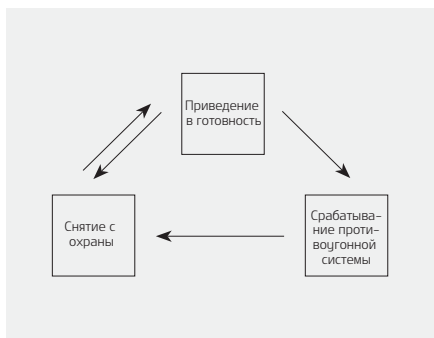 Приведение
в готовность
Снятие с
охраны
Срабатыва-
ние проти-
воугонной
системы